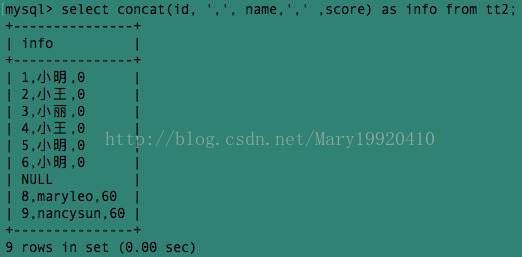 mysql> select concat(id, ',', name,',' ,score) as info from tt2;
+---------------+
| info |
+---------------+
| 1,小明,0 |
| 2,小王,0 |
| 3,小丽,0 |
| 4,小王,0 |
| 5,小明,0 |
| 6,小明,0 |
| NULL |
| 8,maryleo,60 |
| 9,nancysun,60 |
+---------------+
9 rows in set (0.00 sec)
http://blog.csdn.net/Mary19920410